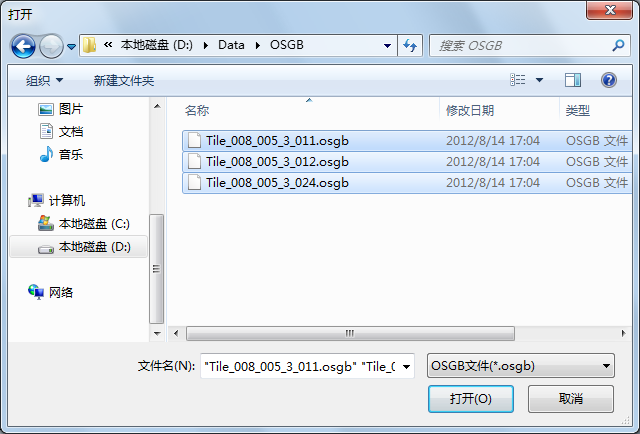 打开
« 本地磁盘 (D:) Data OSGB 搜索 OSGB
组织 新建文件夹
图片
文档
音乐
计算机
本地磁盘 (C:)
本地磁盘 (D:)
网络
名称 修改日期 类型
Tile_008_005_3_011.osgb 2012/8/14 17:04 OSGB 文件
Tile_008_005_3_012.osgb 2012/8/14 17:04 OSGB 文件
Tile_008_005_3_024.osgb 2012/8/14 17:04 OSGB 文件
文件名(N): "Tile_008_005_3_011.osgb" "Tile_0 OSGB文件(*.osgb)
打开(O) 取消